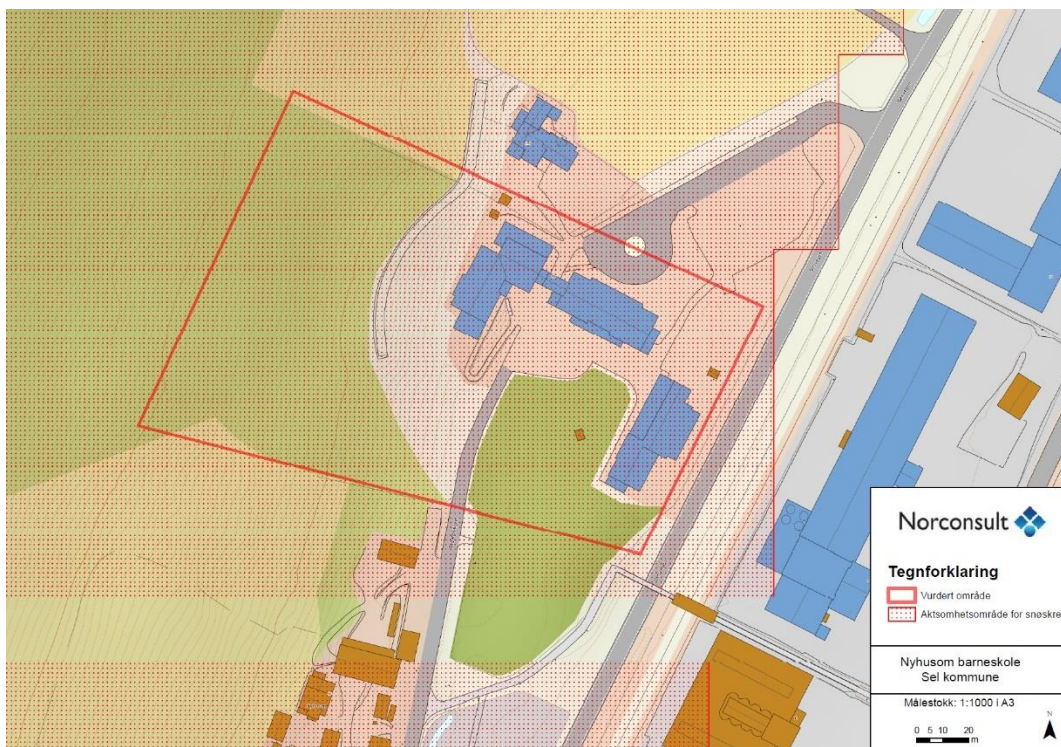 Norconsult
Tegnforklaring
Vurdert område
Aktsomhetsområde for snøskre
Nyhusom barneskole
Sel kommune
Målestokk: 1:1000 i A3
N
0 5 10 20
m